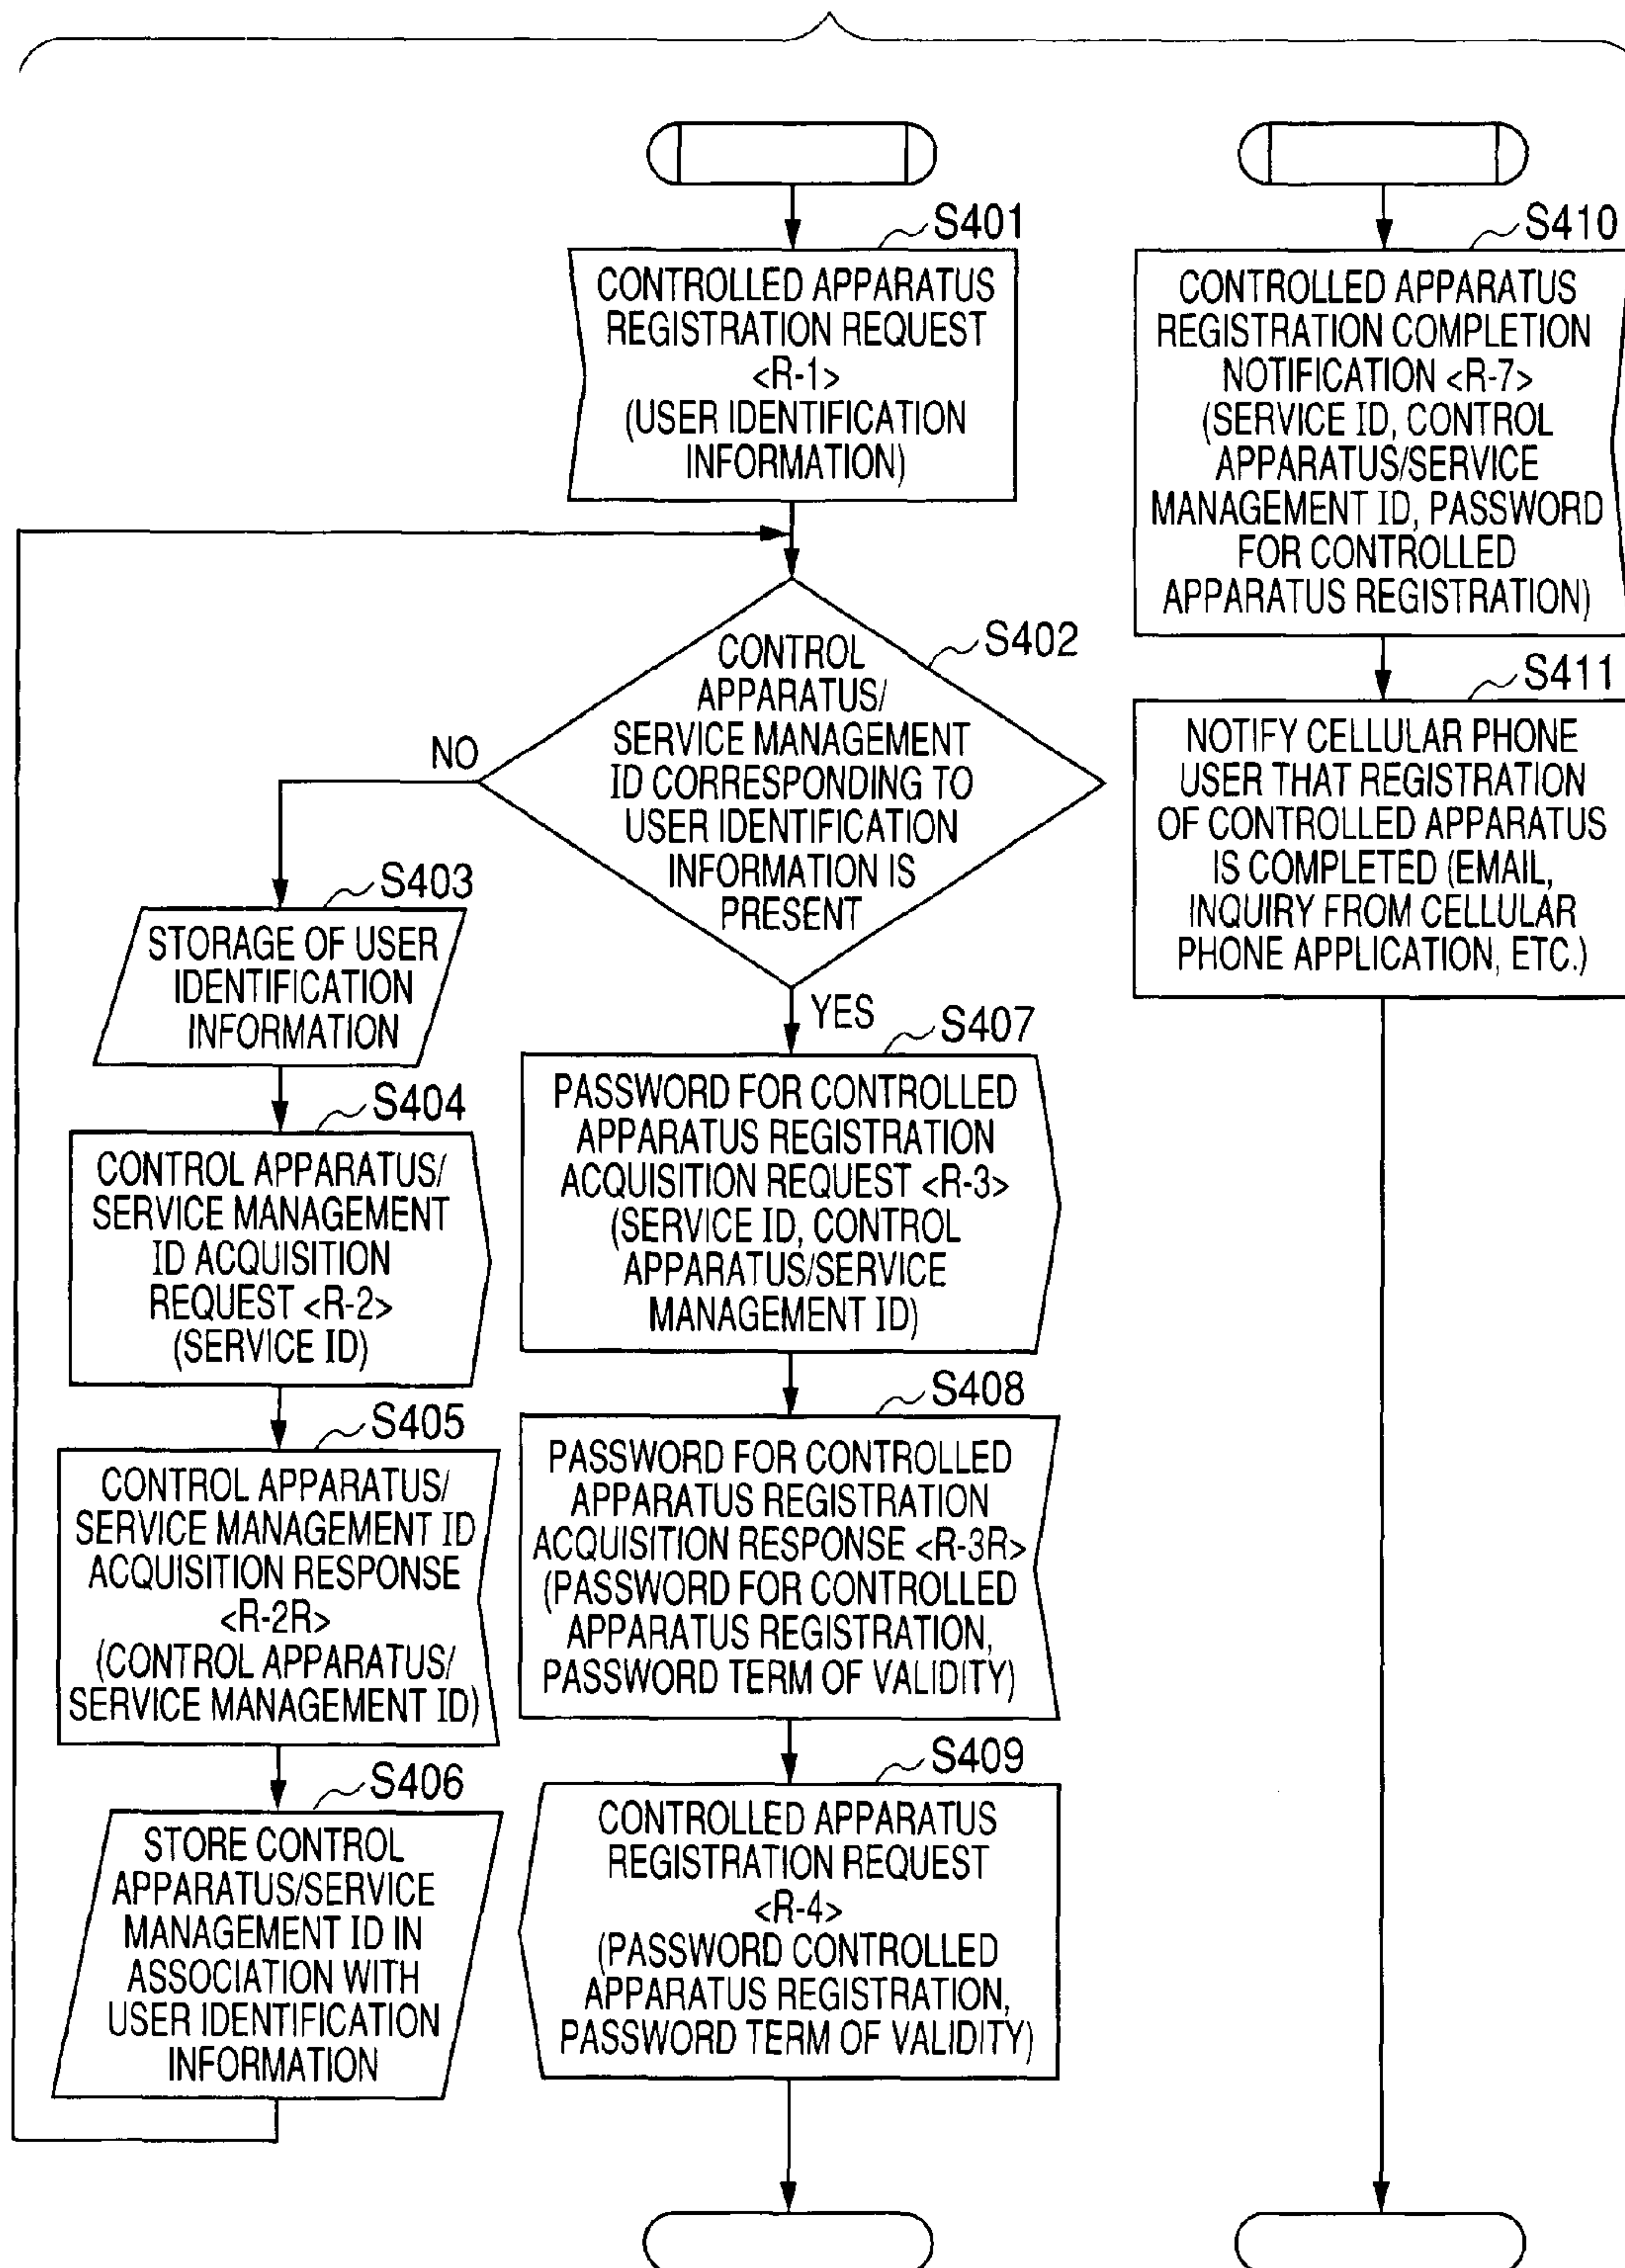 S401
CONTROLLED APPARATUS
REGISTRATION REQUEST
<R-1>
(USER IDENTIFICATION
INFORMATION)
S402
CONTROL
APPARATUS/
SERVICE MANAGEMENT
ID CORRESPONDING TO
USER IDENTIFICATION
INFORMATION IS
PRESENT
NO
YES
S403
STORAGE OF USER
IDENTIFICATION
INFORMATION
S404
CONTROL APPARATUS/
SERVICE MANAGEMENT
ID ACQUISITION
REQUEST <R-2>
(SERVICE ID)
S405
CONTROL APPARATUS/
SERVICE MANAGEMENT ID
ACQUISITION RESPONSE
<R-2R>
(CONTROL APPARATUS/
SERVICE MANAGEMENT ID)
S406
STORE CONTROL
APPARATUS/SERVICE
MANAGEMENT ID IN
ASSOCIATION WITH
USER IDENTIFICATION
INFORMATION
S407
PASSWORD FOR CONTROLLED
APPARATUS REGISTRATION
ACQUISITION REQUEST <R-3>
(SERVICE ID, CONTROL
APPARATUS/SERVICE
MANAGEMENT ID)
S408
PASSWORD FOR CONTROLLED
APPARATUS REGISTRATION
ACQUISITION RESPONSE <R-3R>
(PASSWORD FOR CONTROLLED
APPARATUS REGISTRATION,
PASSWORD TERM OF VALIDITY)
S409
CONTROLLED APPARATUS
REGISTRATION REQUEST
<R-4>
(PASSWORD CONTROLLED
APPARATUS REGISTRATION,
PASSWORD TERM OF VALIDITY)
S410
CONTROLLED APPARATUS
REGISTRATION COMPLETION
NOTIFICATION <R-7>
(SERVICE ID, CONTROL
APPARATUS/SERVICE
MANAGEMENT ID, PASSWORD
FOR CONTROLLED
APPARATUS REGISTRATION)
S411
NOTIFY CELLULAR PHONE
USER THAT REGISTRATION
OF CONTROLLED APPARATUS
IS COMPLETED (EMAIL,
INQUIRY FROM CELLULAR
PHONE APPLICATION, ETC.)